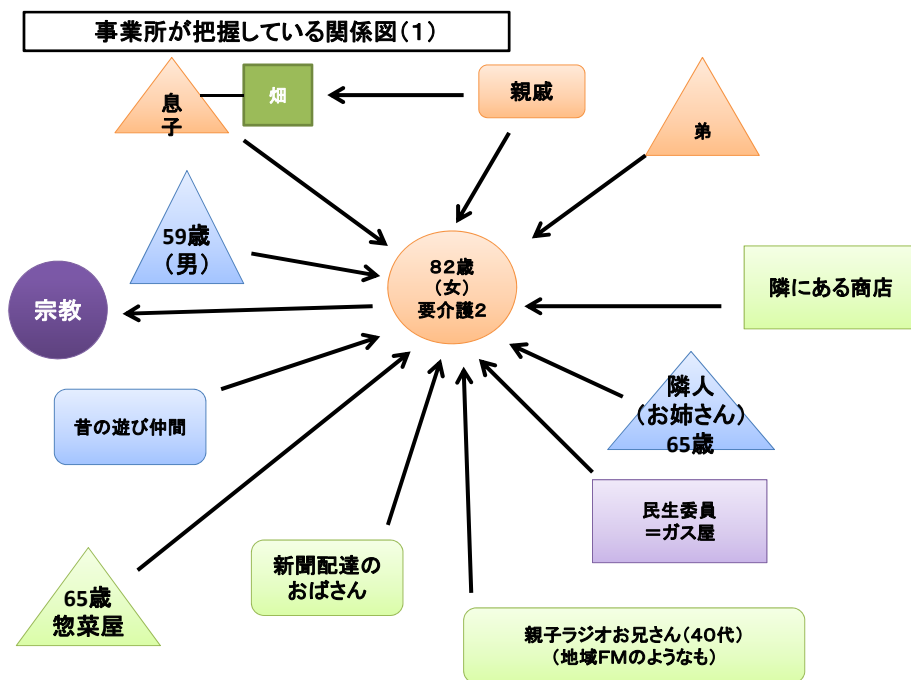 事業所が把握している関係図(1)
息
子
畑
親戚
弟
59歳
(男)
82歳
(女)
要介護2
宗教
隣にある商店
昔の遊び仲間
隣人
(お姉さん)
65歳
民生委員
=ガス屋
新聞配達の
おばさん
65歳
惣菜屋
親子ラジオお兄さん(40代)
(地域FMのようなも)